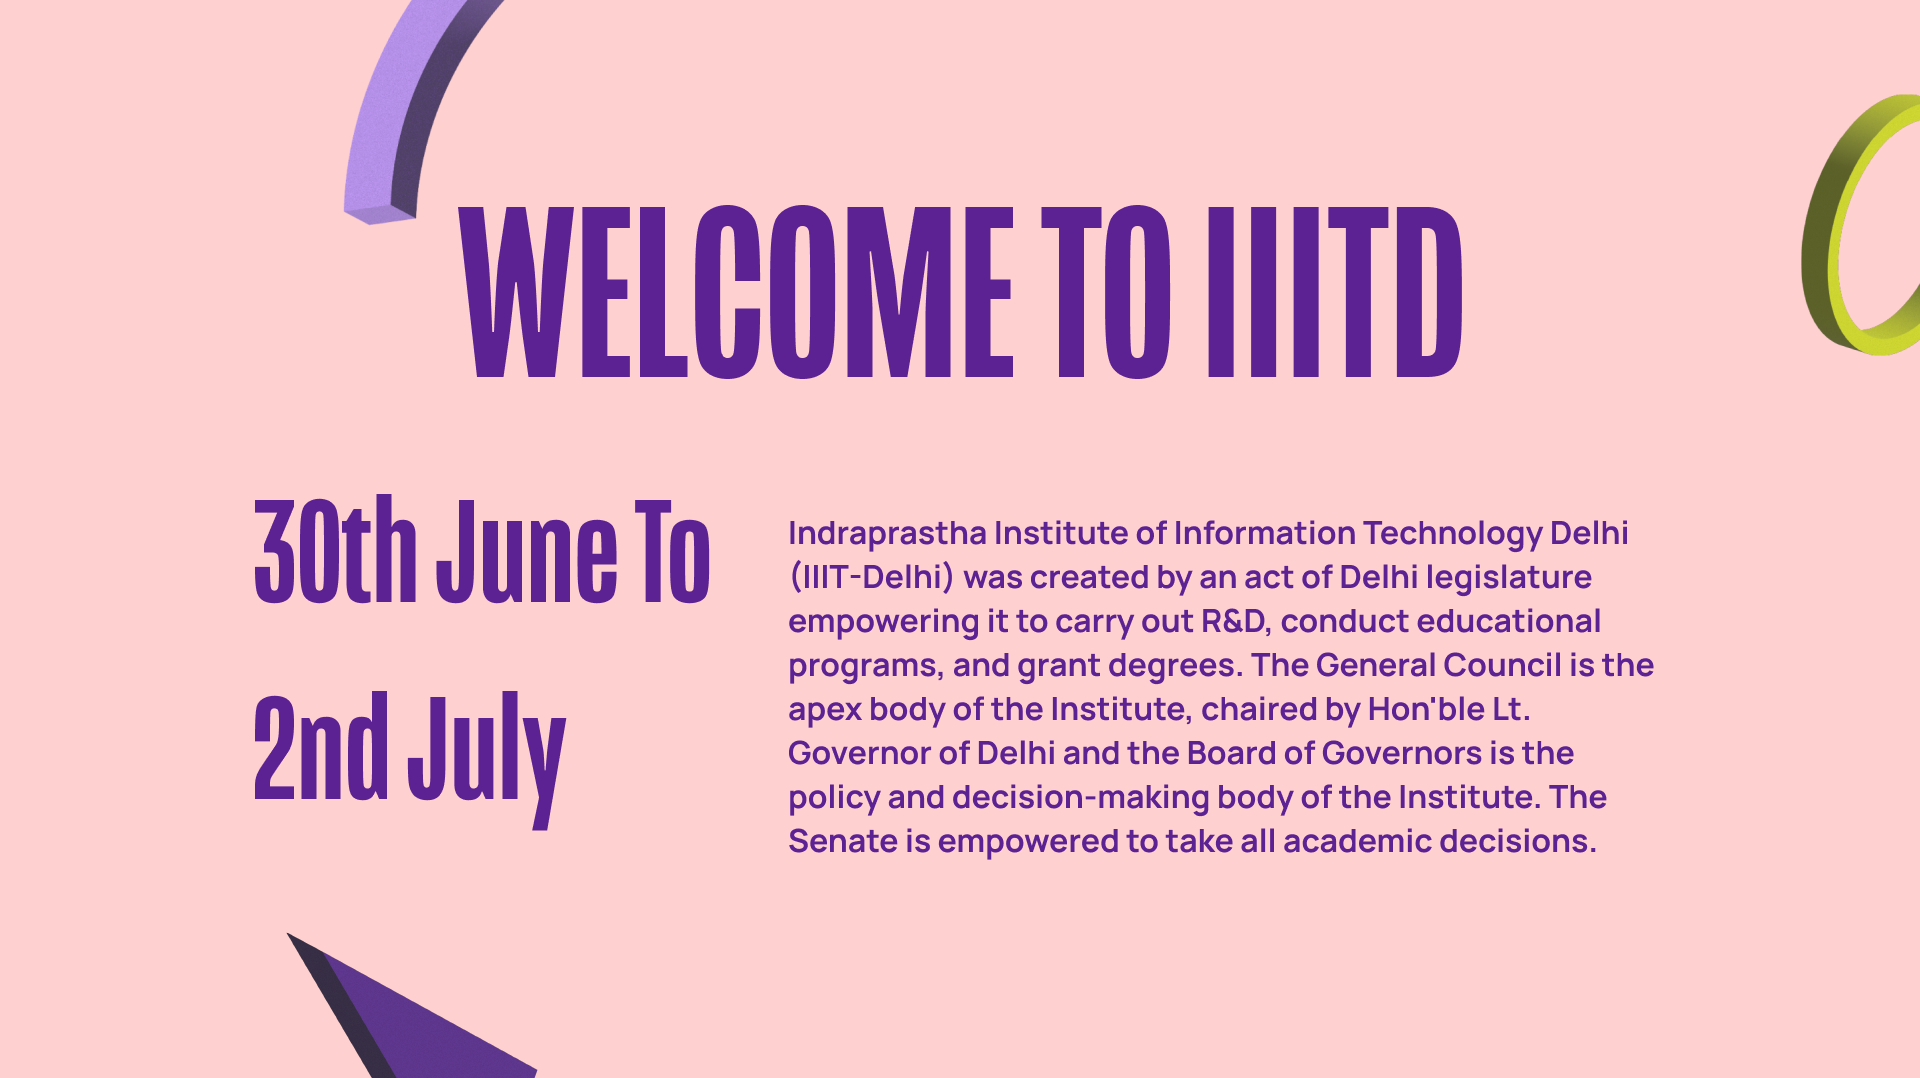 WELCOME TO IIITD
30th June To
2nd July
Indraprastha Institute of Information Technology Delhi
(IIIT-Delhi) was created by an act of Delhi legislature
empowering it to carry out R&D, conduct educational
programs, and grant degrees. The General Council is the
apex body of the Institute, chaired by Hon'ble Lt.
Governor of Delhi and the Board of Governors is the
policy and decision-making body of the Institute. The
Senate is empowered to take all academic decisions.